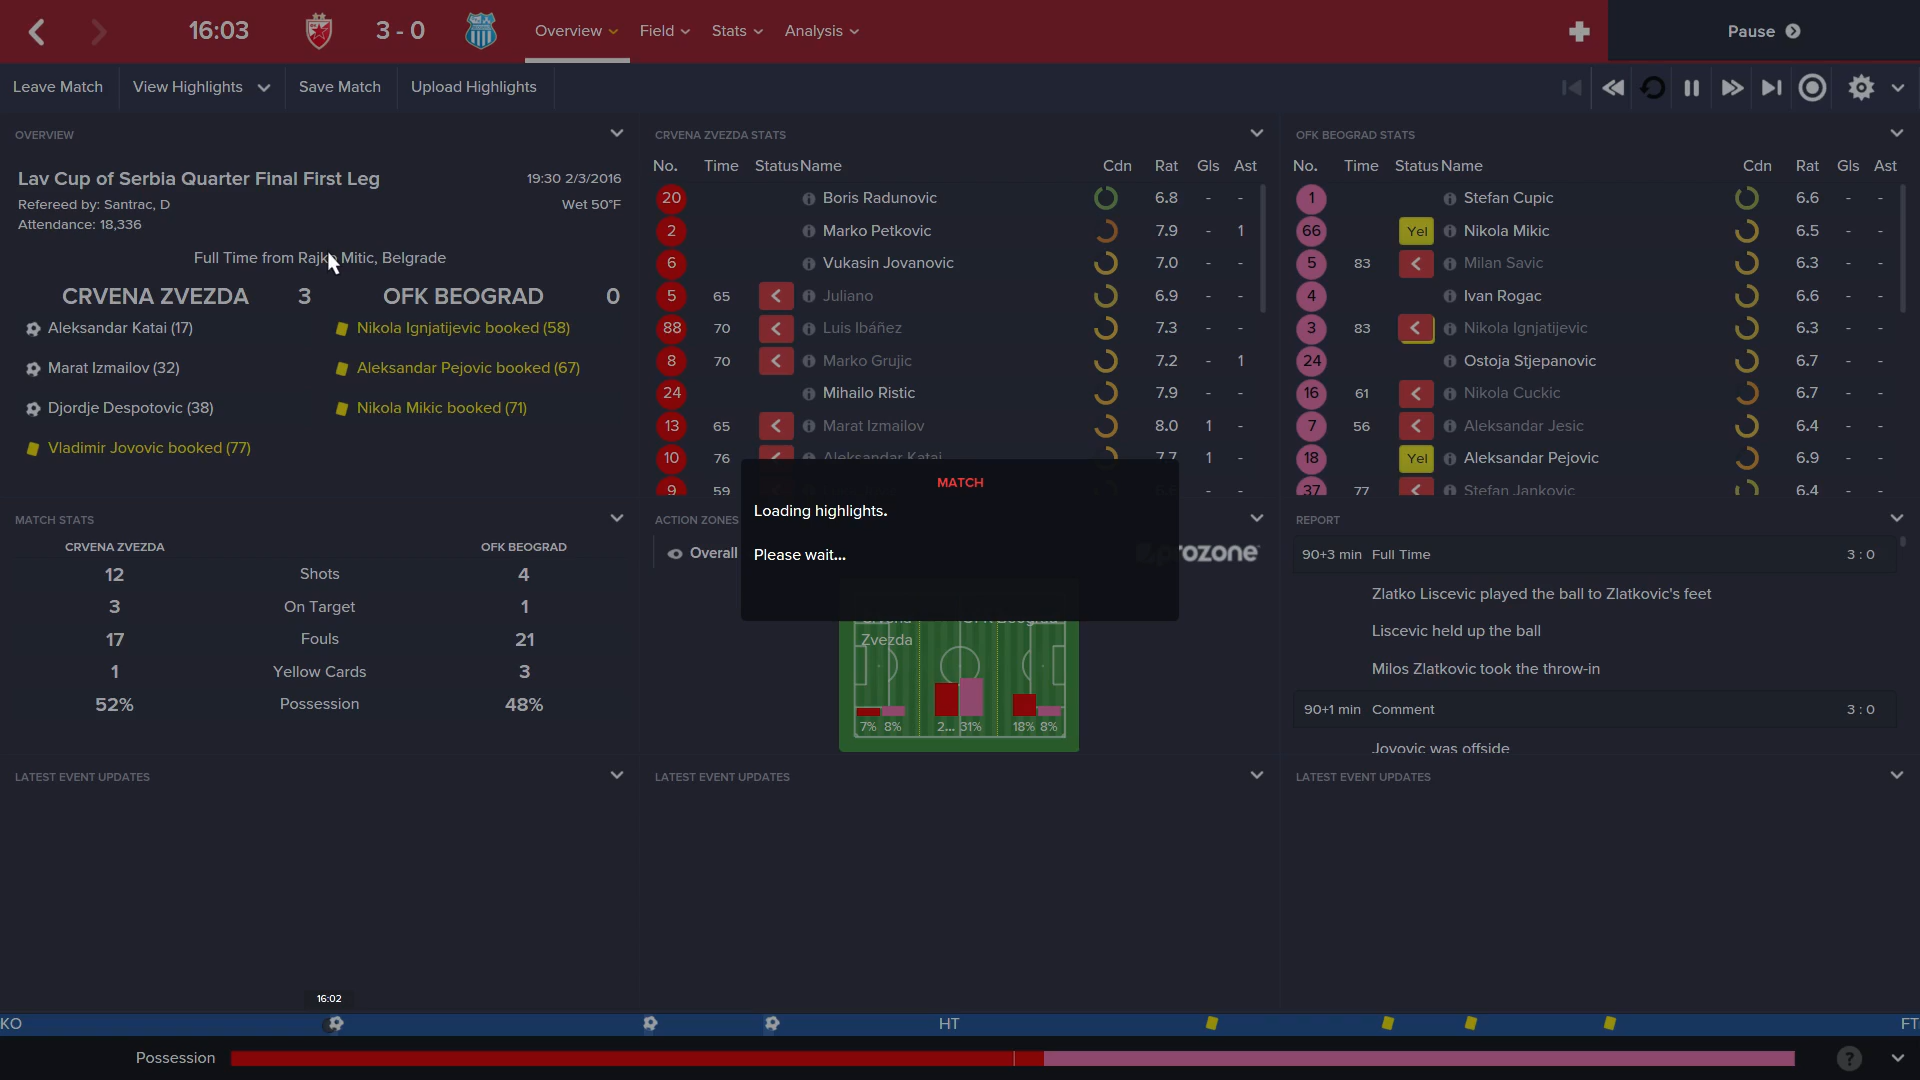 16:03
3 - 0
Overview
Field
Stats
Analysis
Pause
Leave Match
View Highlights
Save Match
Upload Highlights
OVERVIEW
Lav Cup of Serbia Quarter Final First Leg
19:30 2/3/2016
Refereed by: Santrac, D
Wet 50°F
Attendance: 18,336
Full Time from Rajko Mitic, Belgrade
CRVENA ZVEZDA 3 OFK BEOGRAD 0
Aleksandar Katai (17)
Nikola Ignjatijevic booked (58)
Marat Izmailov (32)
Aleksandar Pejovic booked (67)
Djordje Despotovic (38)
Nikola Mikic booked (71)
Vladimir Jovovic booked (77)
CRVENA ZVEZDA STATS
No. Time Status Name Cdn Rat Gls Ast
20 Boris Radunovic 6.8 - -
2 Marko Petkovic 7.9 - 1
6 Vukasin Jovanovic 7.0 - -
5 65 Juliano 6.9 - -
88 70 Luis Ibáñez 7.3 - -
8 70 Marko Grujic 7.2 - 1
24 Mihailo Ristic 7.9 - -
13 65 Marat Izmailov 8.0 1 -
10 76 Aleksandar Katai 7.7 1 -
9 59 - -
OFK BEOGRAD STATS
No. Time Status Name Cdn Rat Gls Ast
1 Stefan Cupic 6.6 - -
66 Yel Nikola Mikic 6.5 - -
5 83 Milan Savic 6.3 - -
4 Ivan Rogac 6.6 - -
3 83 Nikola Ignjatijevic 6.3 - -
24 Ostoja Stjepanovic 6.7 - -
16 61 Nikola Cuckic 6.7 - -
7 56 Aleksandar Jesic 6.4 - -
18 Yel Aleksandar Pejovic 6.9 - -
37 77 Stefan Jankovic 6.4 - -
MATCH
Loading highlights.
Please wait...
MATCH STATS
CRVENA ZVEZDA OFK BEOGRAD
12 Shots 4
3 On Target 1
17 Fouls 21
1 Yellow Cards 3
52% Possession 48%
ACTION ZONES
Overall
prozone
Crvena OFK Beograd
Zvezda
7% 8% 2... 31% 18% 8%
REPORT
90+3 min Full Time 3 : 0
Zlatko Liscevic played the ball to Zlatkovic's feet
Liscevic held up the ball
Milos Zlatkovic took the throw-in
90+1 min Comment 3 : 0
Jovovic was offside
LATEST EVENT UPDATES
LATEST EVENT UPDATES
LATEST EVENT UPDATES
16:02
KO HT FT
Possession
?